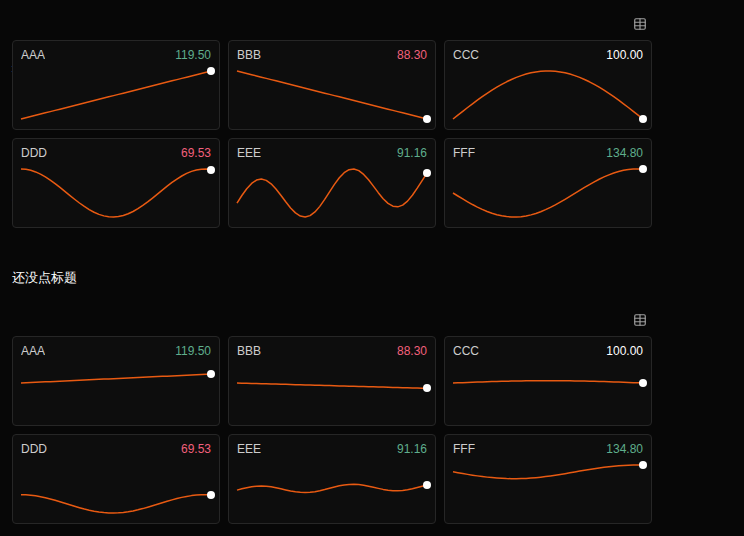 AAA 119.50 BBB 88.30 CCC 100.00
DDD 69.53 EEE 91.16 FFF 134.80
还没点标题
AAA 119.50 BBB 88.30 CCC 100.00
DDD 69.53 EEE 91.16 FFF 134.80